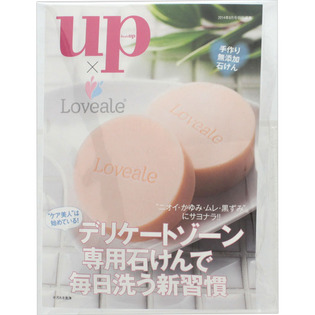 up
×
Loveale
手作り
無添加
石けん
Loveale
Loveale
"ニオイ・かゆみ・ムレ・黒ずみ"
にサヨナラ!!
"ケア美人"は
始めている!
デリケートゾーン
専用石けんで
毎日洗う新習慣